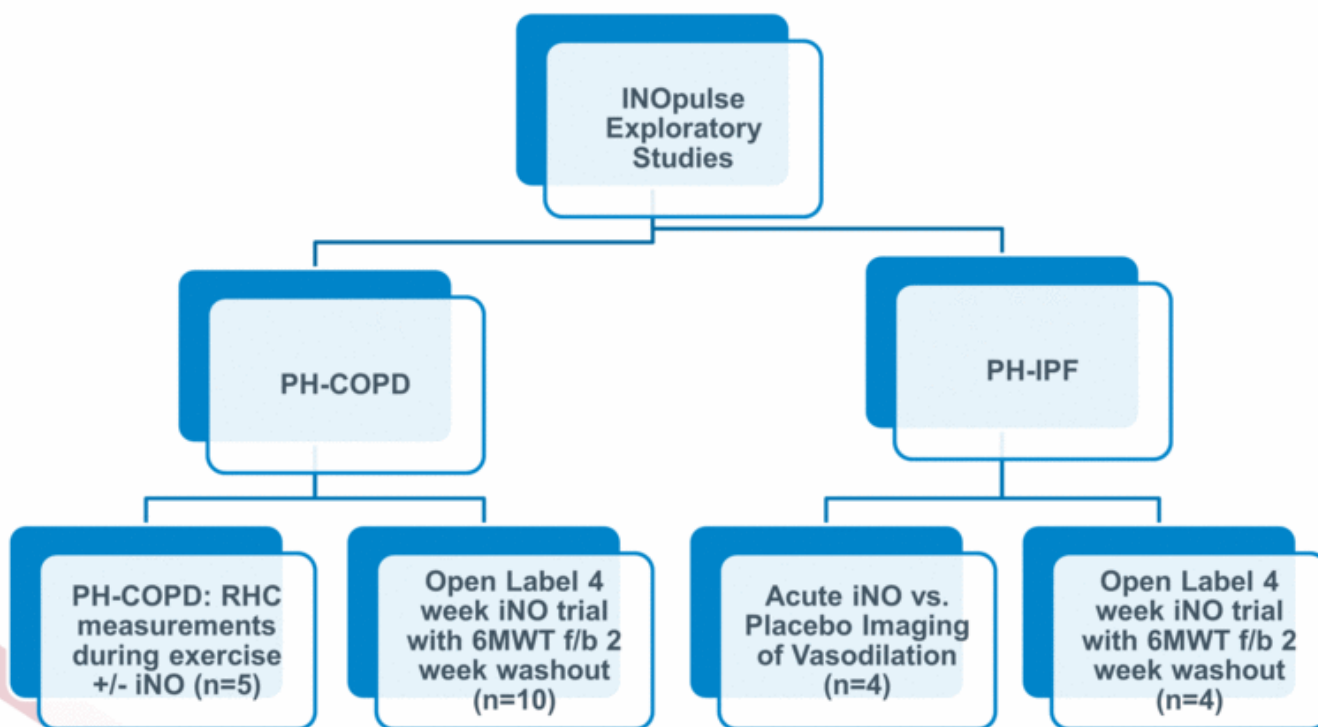 INOpulse
Exploratory
Studies
PH-COPD
PH-IPF
PH-COPD: RHC
measurements
during exercise
+/- iNO (n=5)
Open Label 4
week iNO trial
with 6MWT f/b 2
week washout
(n=10)
Acute iNO vs.
Placebo Imaging
of Vasodilation
(n=4)
Open Label 4
week iNO trial
with 6MWT f/b 2
week washout
(n=4)